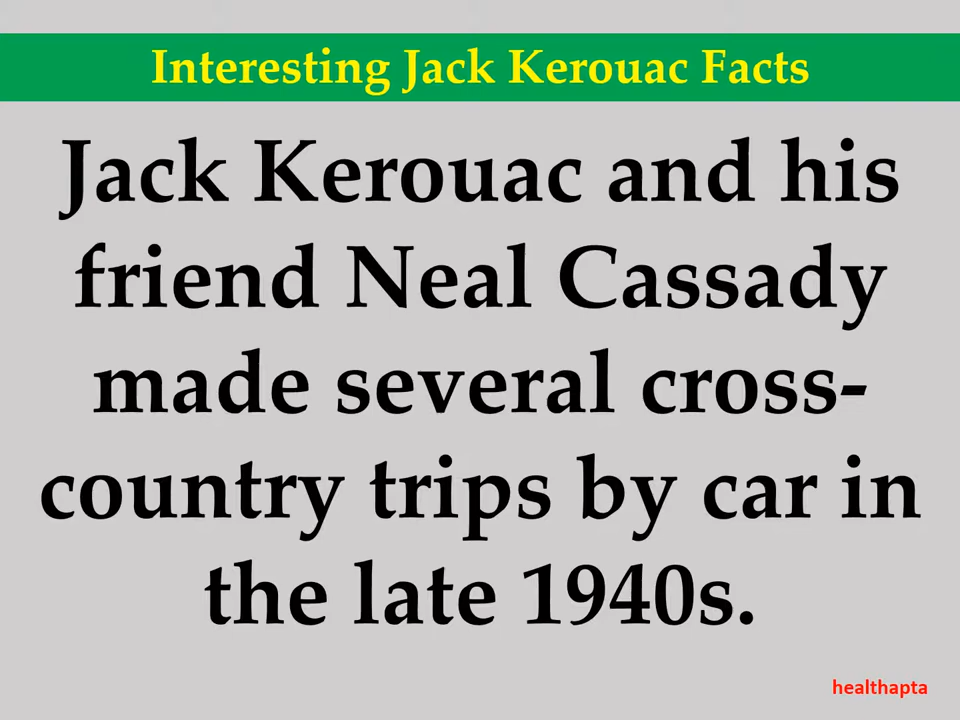 Interesting Jack Kerouac Facts
Jack Kerouac and his
friend Neal Cassady
made several cross-
country trips by car in
the late 1940s.
healthapta